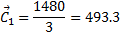 C⃗₁ = 1480/3 = 493.3